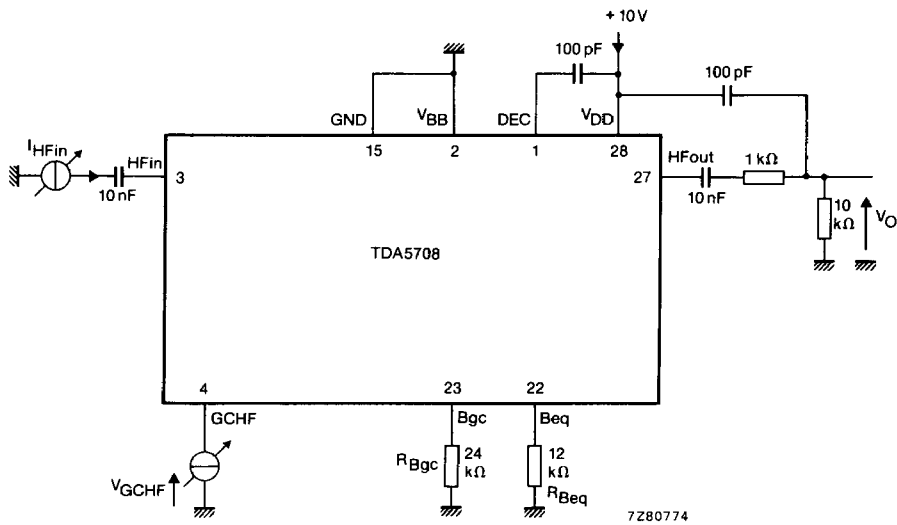 + 10 V
100 pF
100 pF
GND
VBB
DEC
VDD
15
2
1
28
IHFin
HFin
10 nF
3
27
HFout
10 nF
1 kΩ
10
kΩ
VO
TDA5708
4
GCHF
VGCHF
23
Bgc
RBgc
24
kΩ
22
Beq
12
kΩ
RBeq
7Z80774